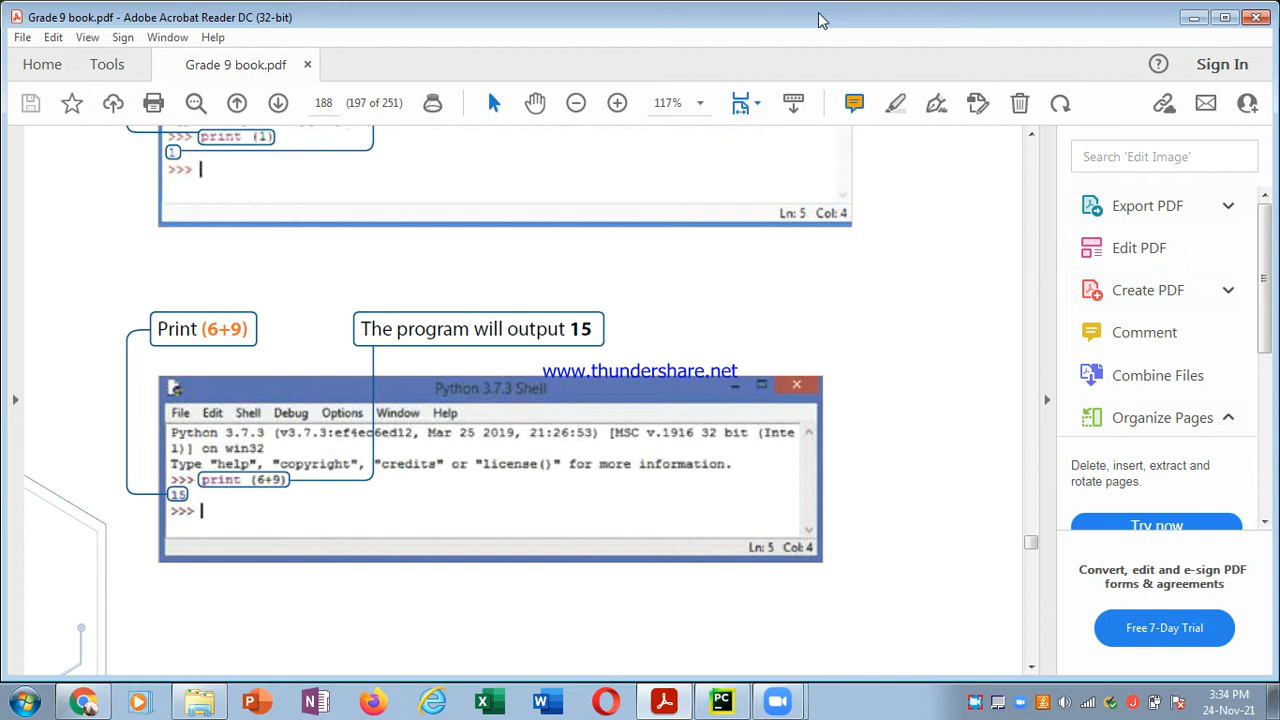 Grade 9 book.pdf - Adobe Acrobat Reader DC (32-bit)
File Edit View Sign Window Help
Home Tools Grade 9 book.pdf × Sign In
188 (197 of 251) 117%
>>> print (1)
1
>>>
Ln: 5 Col: 4
Print (6+9) The program will output 15
www.thundershare.net
Python 3.7.3 Shell
File Edit Shell Debug Options Window Help
Python 3.7.3 (v3.7.3:ef4ec6ed12, Mar 25 2019, 21:26:53) [MSC v.1916 32 bit (Inte
l)] on win32
Type "help", "copyright", "credits" or "license()" for more information.
>>> print (6+9)
15
>>>
Ln: 5 Col: 4
Search 'Edit Image'
Export PDF
Edit PDF
Create PDF
Comment
Combine Files
Organize Pages
Delete, insert, extract and
rotate pages.
Try now
Convert, edit and e-sign PDF
forms & agreements
Free 7-Day Trial
3:34 PM
24-Nov-21